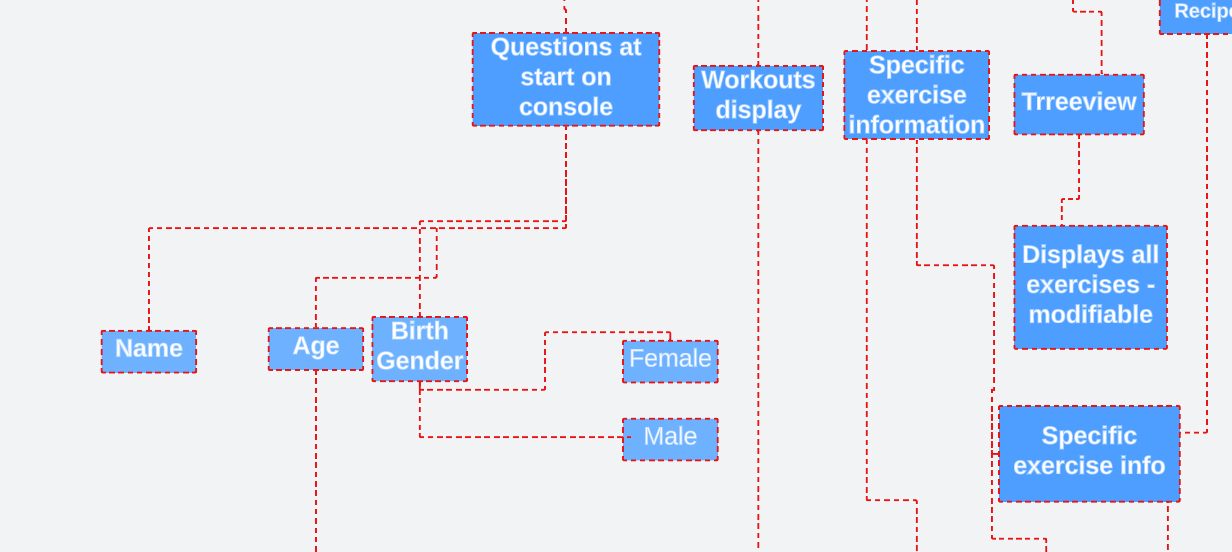 Recipe
Questions at
start on
console
Workouts
display
Specific
exercise
information
Trreeview
Displays all
exercises -
modifiable
Name
Age
Birth
Gender
Female
Male
Specific
exercise info